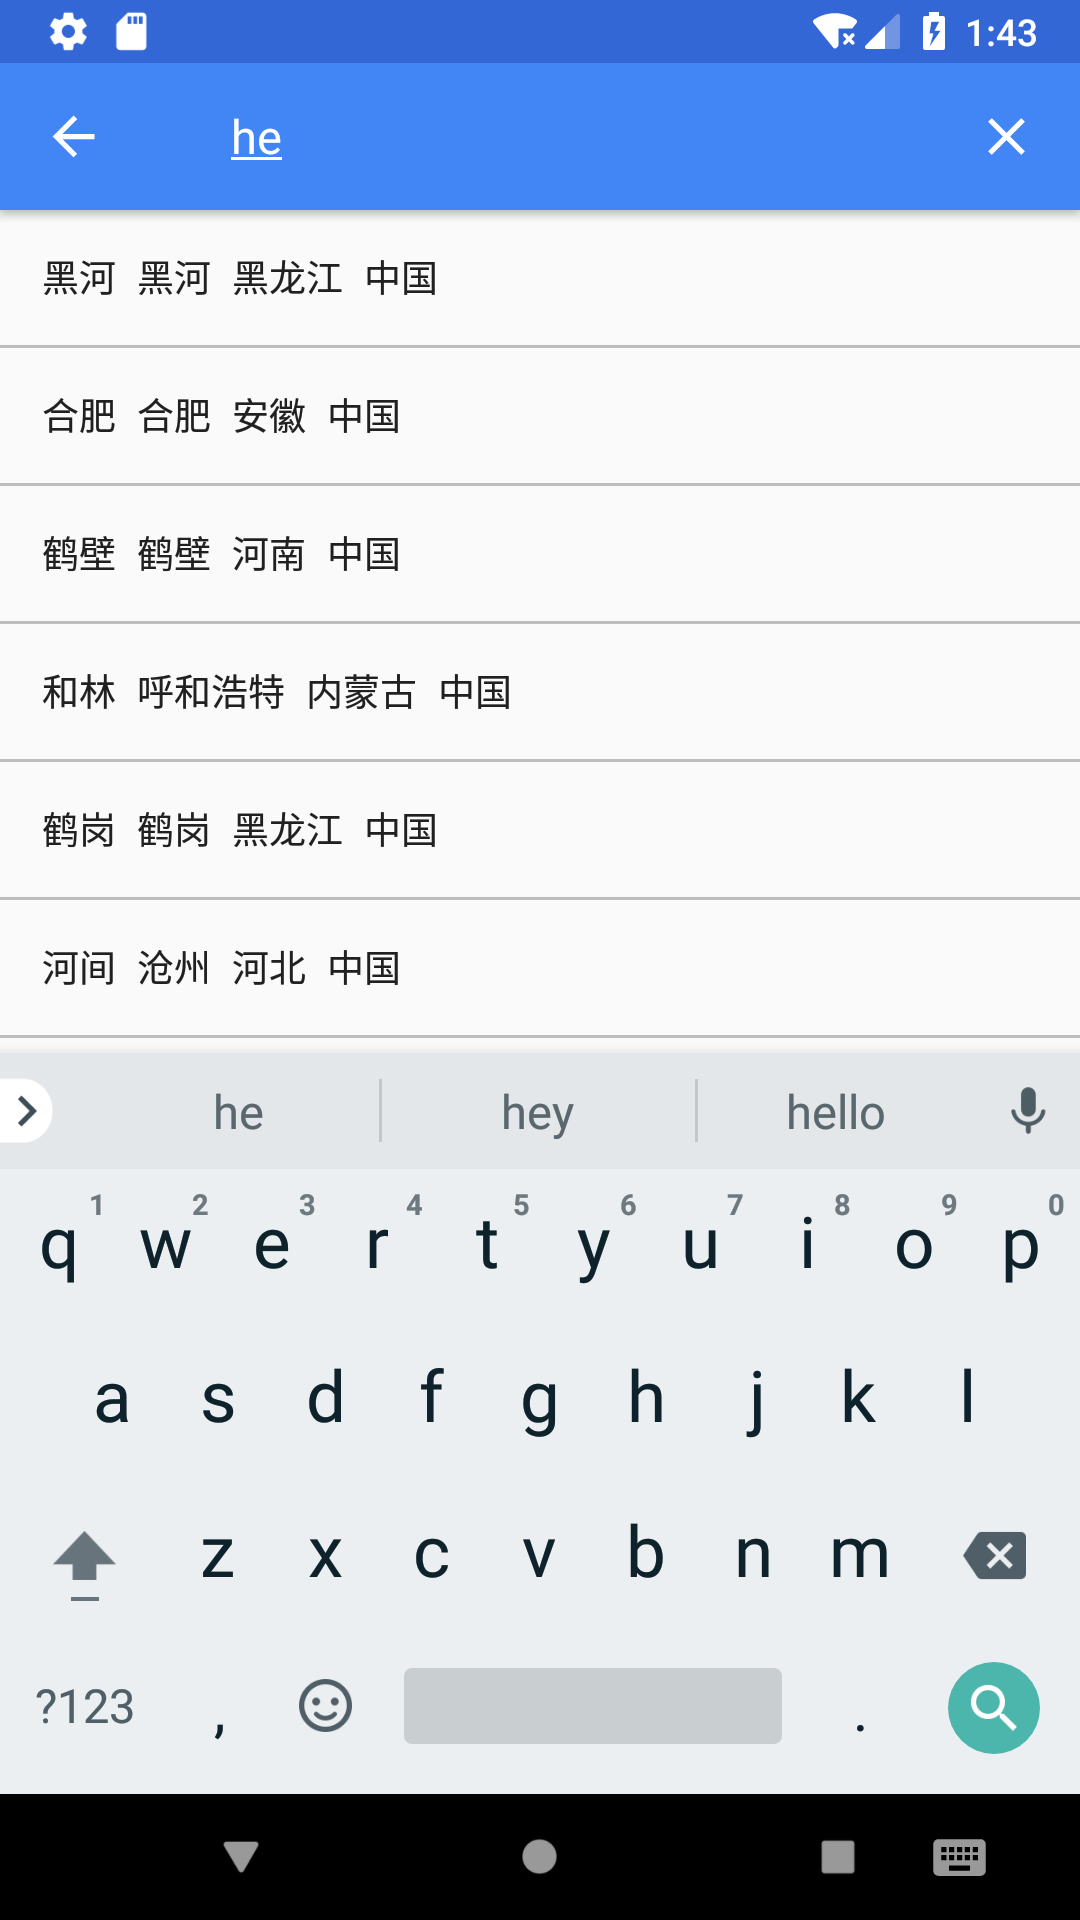 1:43
he
黑河 黑河 黑龙江 中国
合肥 合肥 安徽 中国
鹤壁 鹤壁 河南 中国
和林 呼和浩特 内蒙古 中国
鹤岗 鹤岗 黑龙江 中国
河间 沧州 河北 中国
he hey hello
1 2 3 4 5 6 7 8 9 0
q w e r t y u i o p
a s d f g h j k l
z x c v b n m
?123 , .